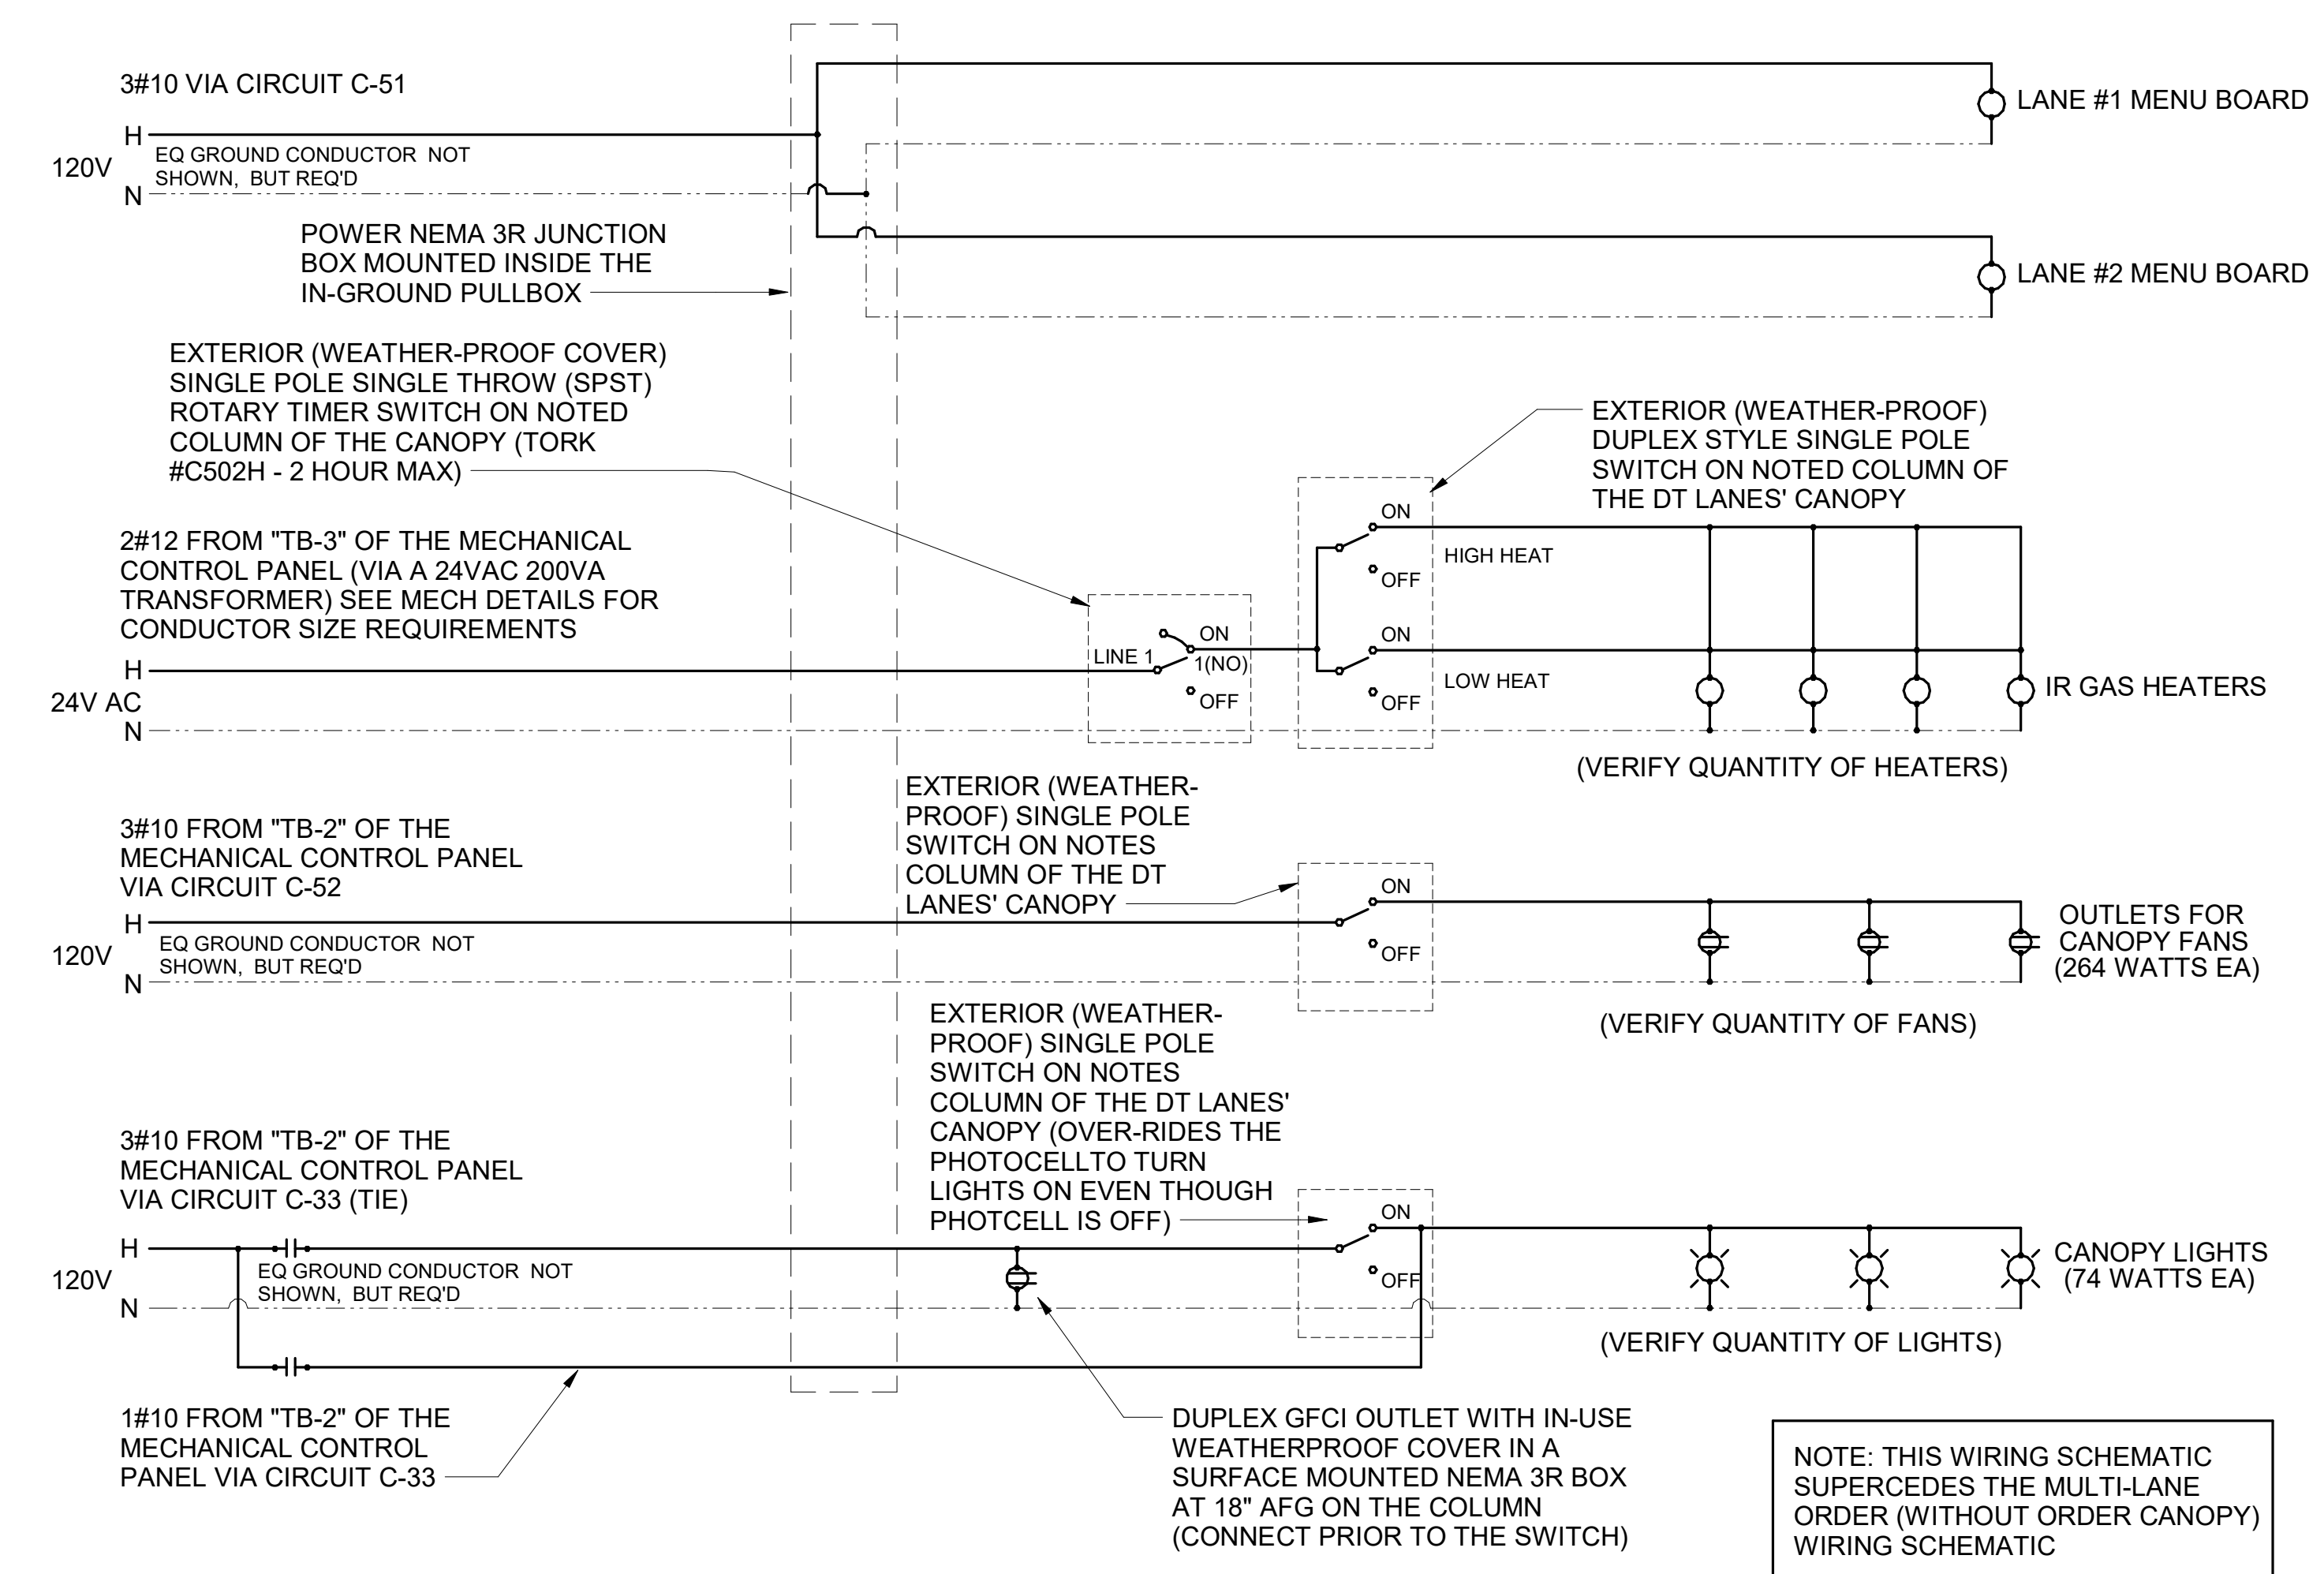 3#10 VIA CIRCUIT C-51
H
120V
N
EQ GROUND CONDUCTOR NOT
SHOWN, BUT REQ'D
LANE #1 MENU BOARD
LANE #2 MENU BOARD
POWER NEMA 3R JUNCTION
BOX MOUNTED INSIDE THE
IN-GROUND PULLBOX
EXTERIOR (WEATHER-PROOF COVER)
SINGLE POLE SINGLE THROW (SPST)
ROTARY TIMER SWITCH ON NOTED
COLUMN OF THE CANOPY (TORK
#C502H - 2 HOUR MAX)
EXTERIOR (WEATHER-PROOF)
DUPLEX STYLE SINGLE POLE
SWITCH ON NOTED COLUMN OF
THE DT LANES' CANOPY
2#12 FROM "TB-3" OF THE MECHANICAL
CONTROL PANEL (VIA A 24VAC 200VA
TRANSFORMER) SEE MECH DETAILS FOR
CONDUCTOR SIZE REQUIREMENTS
H
24V AC
N
LINE 1
ON
1(NO)
OFF
ON
HIGH HEAT
OFF
ON
LOW HEAT
OFF
IR GAS HEATERS
(VERIFY QUANTITY OF HEATERS)
3#10 FROM "TB-2" OF THE
MECHANICAL CONTROL PANEL
VIA CIRCUIT C-52
H
120V
N
EQ GROUND CONDUCTOR NOT
SHOWN, BUT REQ'D
EXTERIOR (WEATHER-
PROOF) SINGLE POLE
SWITCH ON NOTES
COLUMN OF THE DT
LANES' CANOPY
ON
OFF
OUTLETS FOR
CANOPY FANS
(264 WATTS EA)
(VERIFY QUANTITY OF FANS)
3#10 FROM "TB-2" OF THE
MECHANICAL CONTROL PANEL
VIA CIRCUIT C-33 (TIE)
H
120V
N
EQ GROUND CONDUCTOR NOT
SHOWN, BUT REQ'D
EXTERIOR (WEATHER-
PROOF) SINGLE POLE
SWITCH ON NOTES
COLUMN OF THE DT LANES'
CANOPY (OVER-RIDES THE
PHOTOCELLTO TURN
LIGHTS ON EVEN THOUGH
PHOTCELL IS OFF)
ON
OFF
CANOPY LIGHTS
(74 WATTS EA)
(VERIFY QUANTITY OF LIGHTS)
1#10 FROM "TB-2" OF THE
MECHANICAL CONTROL
PANEL VIA CIRCUIT C-33
DUPLEX GFCI OUTLET WITH IN-USE
WEATHERPROOF COVER IN A
SURFACE MOUNTED NEMA 3R BOX
AT 18" AFG ON THE COLUMN
(CONNECT PRIOR TO THE SWITCH)
NOTE: THIS WIRING SCHEMATIC
SUPERCEDES THE MULTI-LANE
ORDER (WITHOUT ORDER CANOPY)
WIRING SCHEMATIC